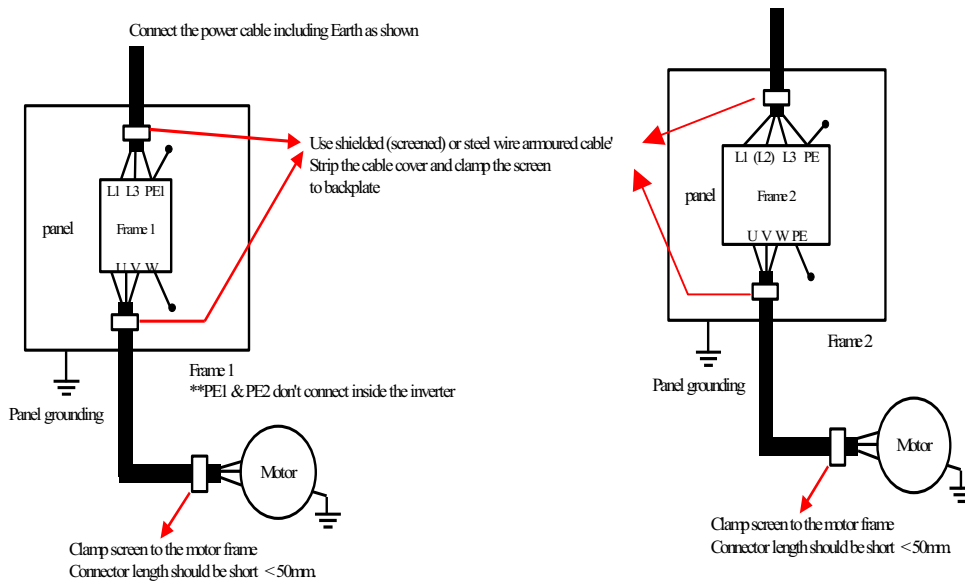 Connect the power cable including Earth as shown
Use shielded (screened) or steel wire armoured cable'
Strip the cable cover and clamp the screen
to backplate
L1 L3 PE1
panel
Frame 1
U V W
Frame 1
**PE1 & PE2 don't connect inside the inverter
Panel grounding
Motor
Clamp screen to the motor frame
Connector length should be short <50mm.
L1 (L2) L3 PE
panel
Frame 2
U V W PE
Frame 2
Panel grounding
Motor
Clamp screen to the motor frame
Connector length should be short <50mm.